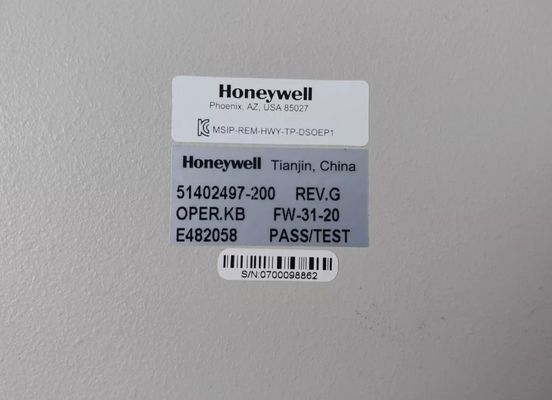 Honeywell
Phoenix, AZ, USA 85027
MSIP-REM-HWY-TP-DSOEP1
Honeywell Tianjin, China
51402497-200 REV.G
OPER.KB FW-31-20
E482058 PASS/TEST
S/N:0700098862